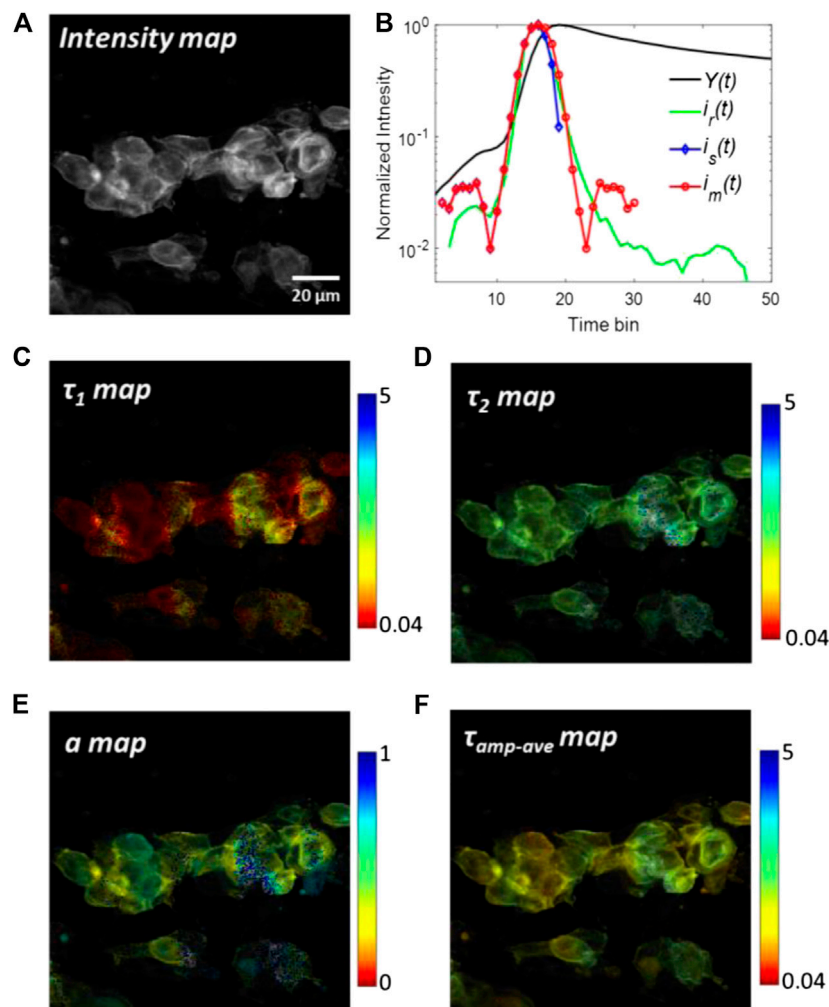 A
Intensity map
20 µm
B
Normalized Intnesity
10⁰
10⁻¹
10⁻²
Y(t)
i_r(t)
i_s(t)
i_m(t)
10 20 30 40 50
Time bin
C
τ₁ map
5
0.04
D
τ₂ map
5
0.04
E
a map
1
0
F
τ_amp-ave map
5
0.04